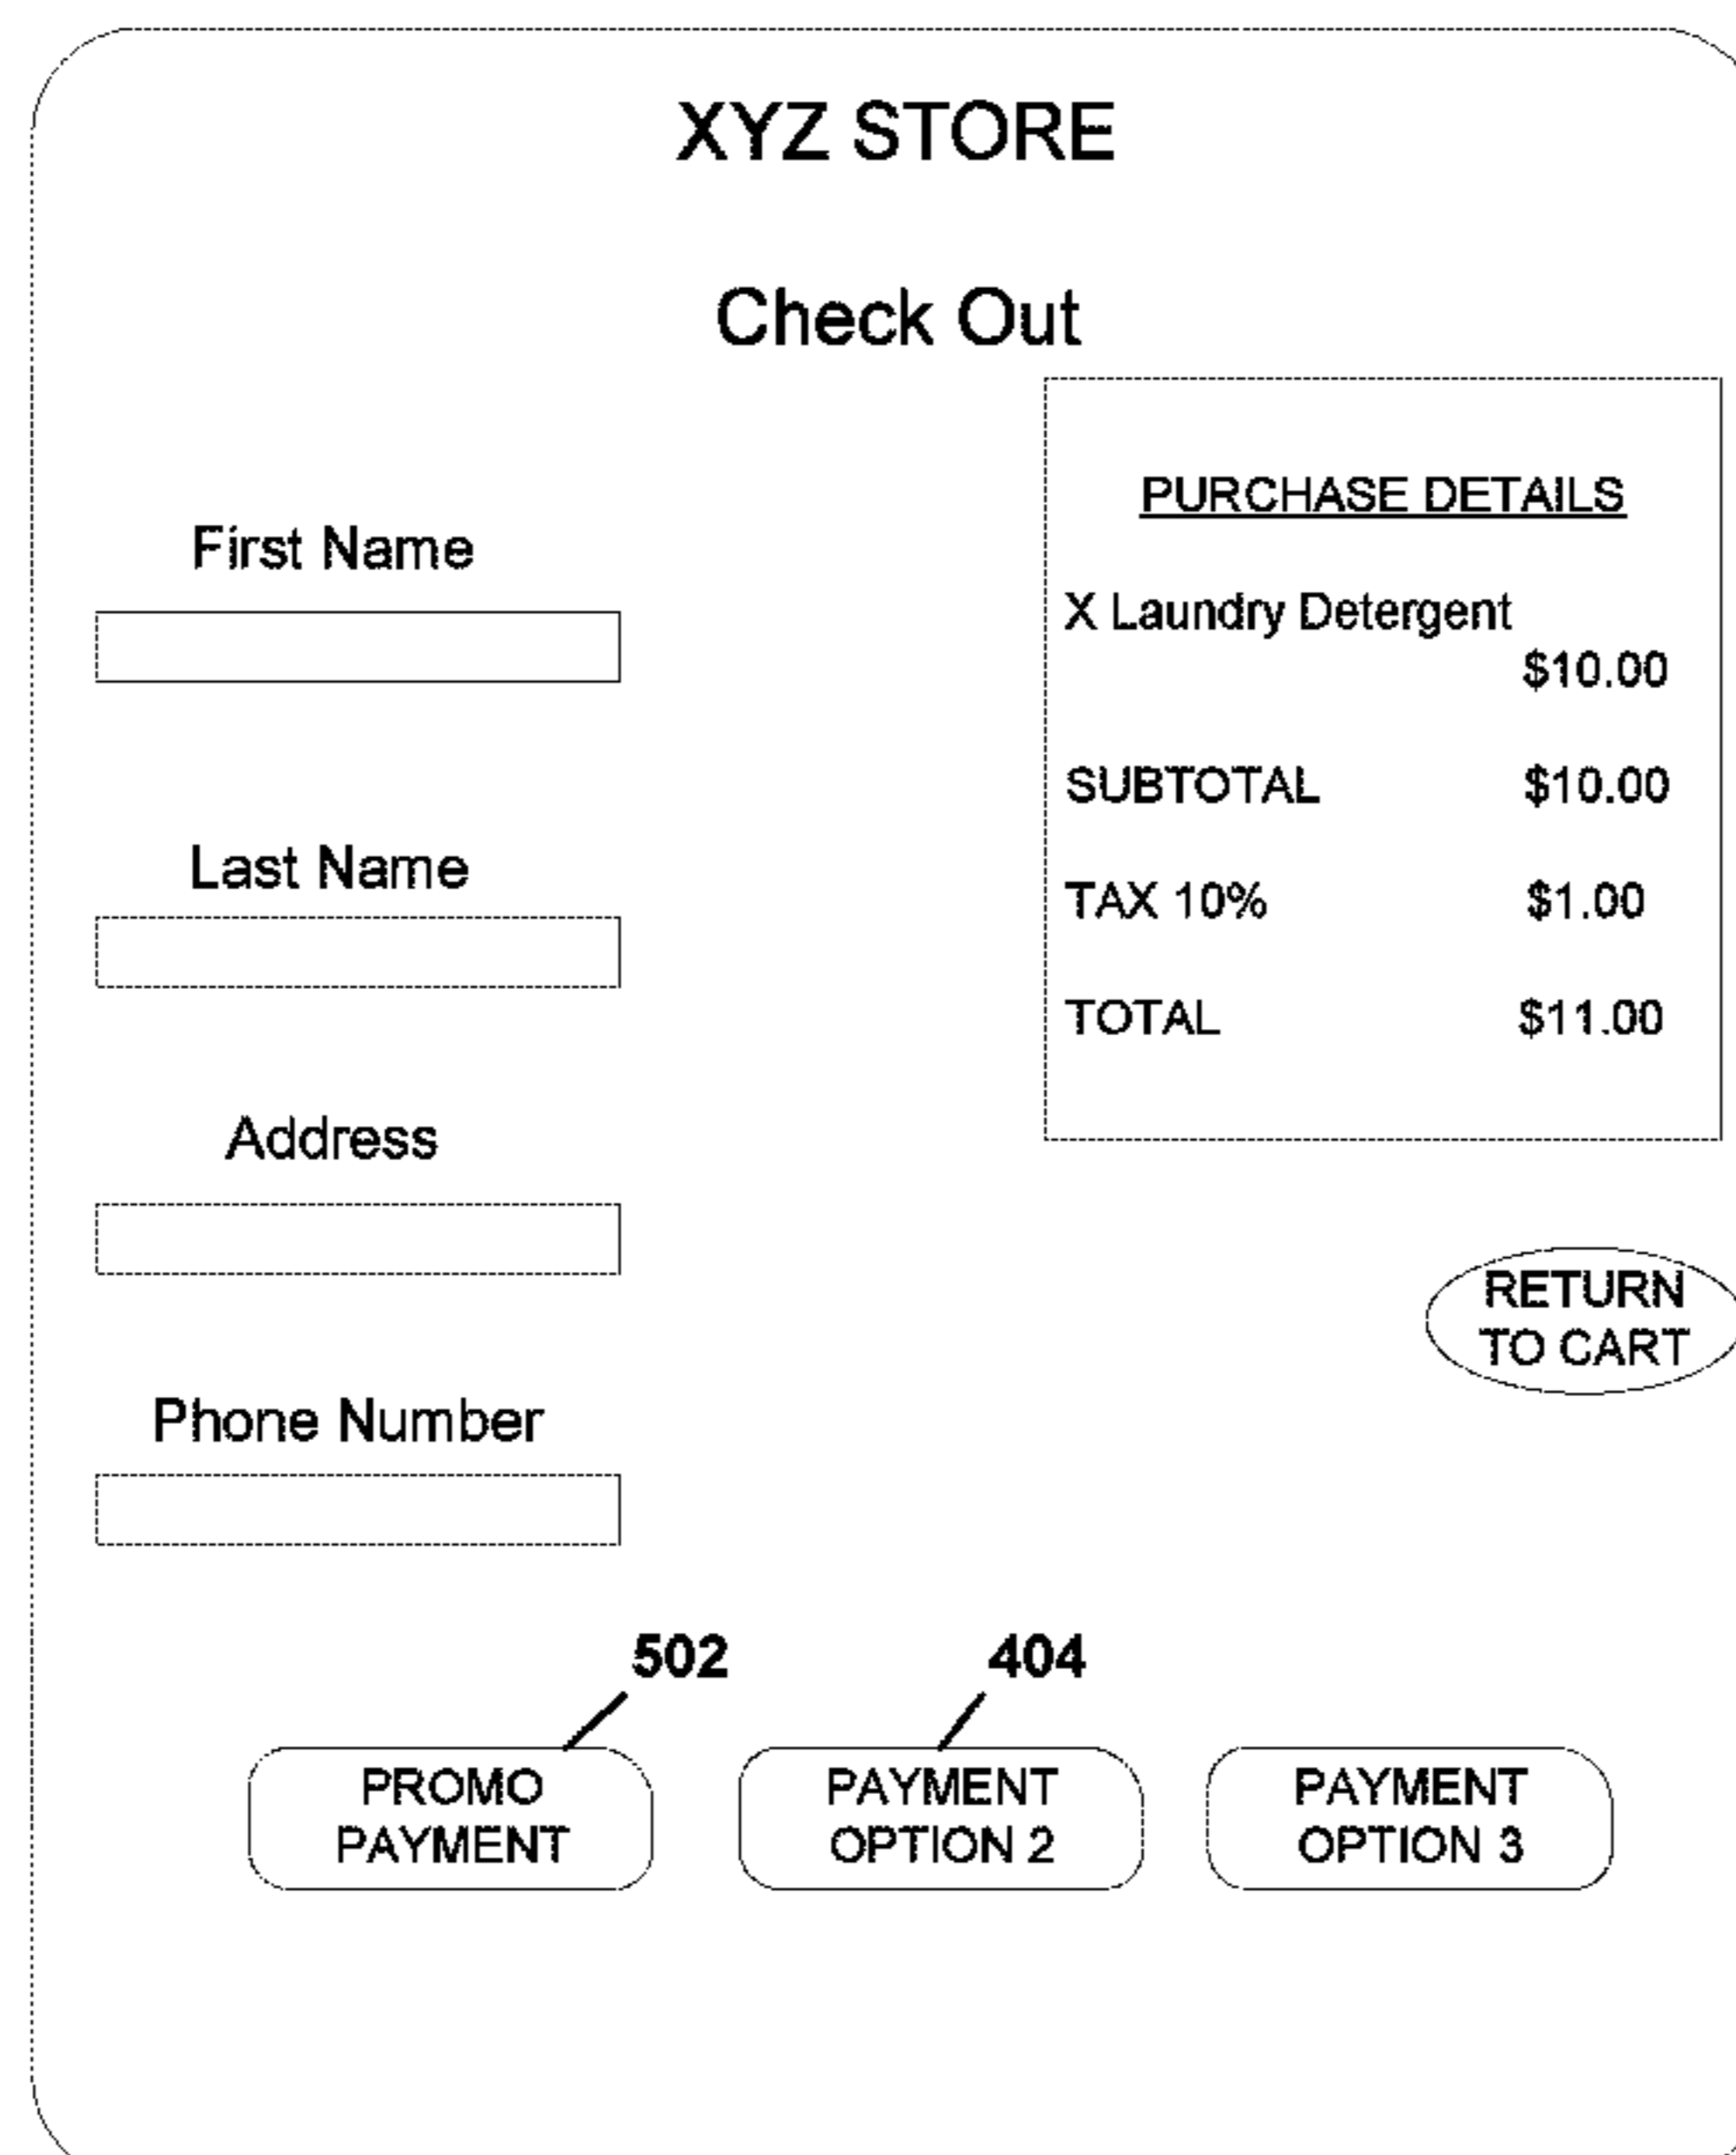 XYZ STORE
Check Out
First Name
Last Name
Address
Phone Number
PURCHASE DETAILS
X Laundry Detergent
$10.00
SUBTOTAL $10.00
TAX 10% $1.00
TOTAL $11.00
RETURN
TO CART
502
404
PROMO
PAYMENT
PAYMENT
OPTION 2
PAYMENT
OPTION 3